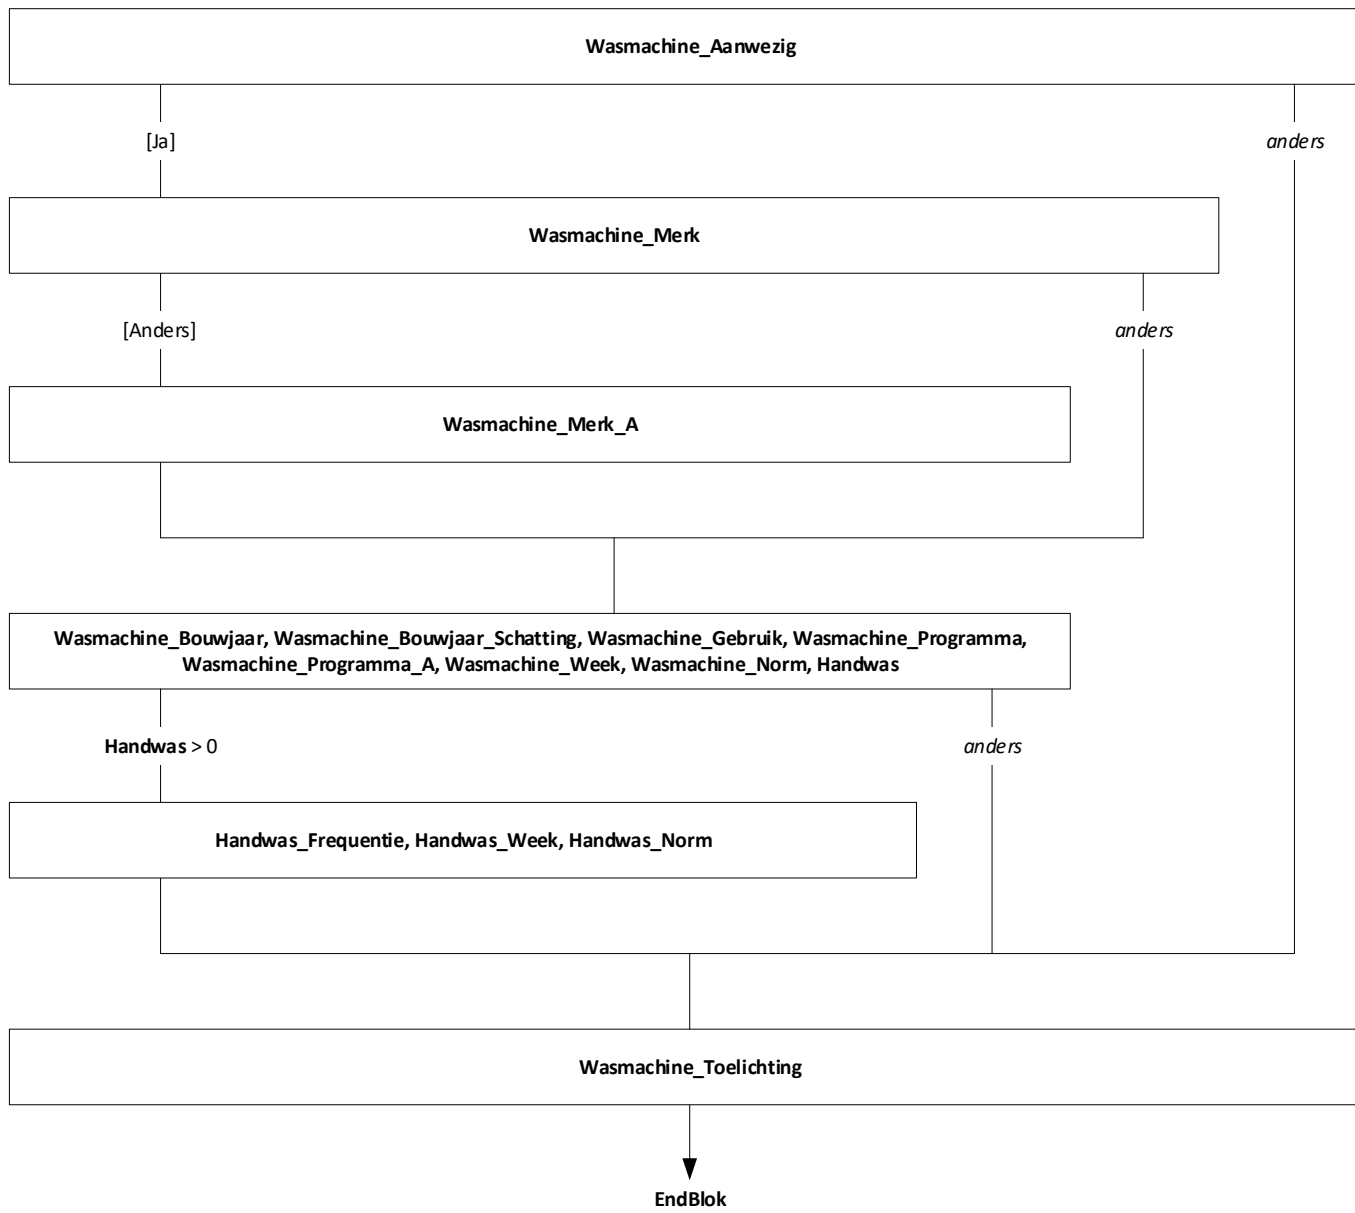 Wasmachine_Aanwezig
[Ja]
anders
Wasmachine_Merk
[Anders]
anders
Wasmachine_Merk_A
Wasmachine_Bouwjaar, Wasmachine_Bouwjaar_Schatting, Wasmachine_Gebruik, Wasmachine_Programma,
Wasmachine_Programma_A, Wasmachine_Week, Wasmachine_Norm, Handwas
Handwas > 0
anders
Handwas_Frequentie, Handwas_Week, Handwas_Norm
Wasmachine_Toelichting
EndBlok